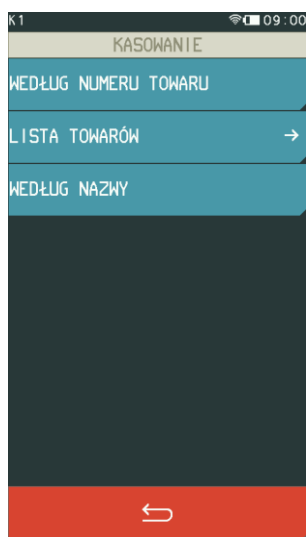 K1 09:00
KASOWANIE
WEDŁUG NUMERU TOWARU
LISTA TOWARÓW →
WEDŁUG NAZWY